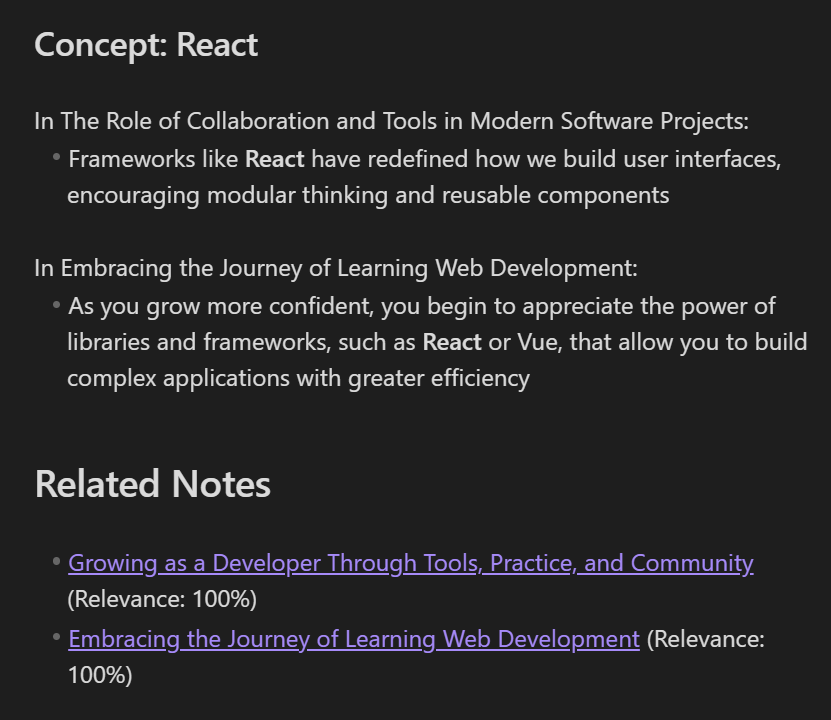 Concept: React
In The Role of Collaboration and Tools in Modern Software Projects:
• Frameworks like React have redefined how we build user interfaces,
encouraging modular thinking and reusable components
In Embracing the Journey of Learning Web Development:
• As you grow more confident, you begin to appreciate the power of
libraries and frameworks, such as React or Vue, that allow you to build
complex applications with greater efficiency
Related Notes
• Growing as a Developer Through Tools, Practice, and Community
(Relevance: 100%)
• Embracing the Journey of Learning Web Development (Relevance:
100%)